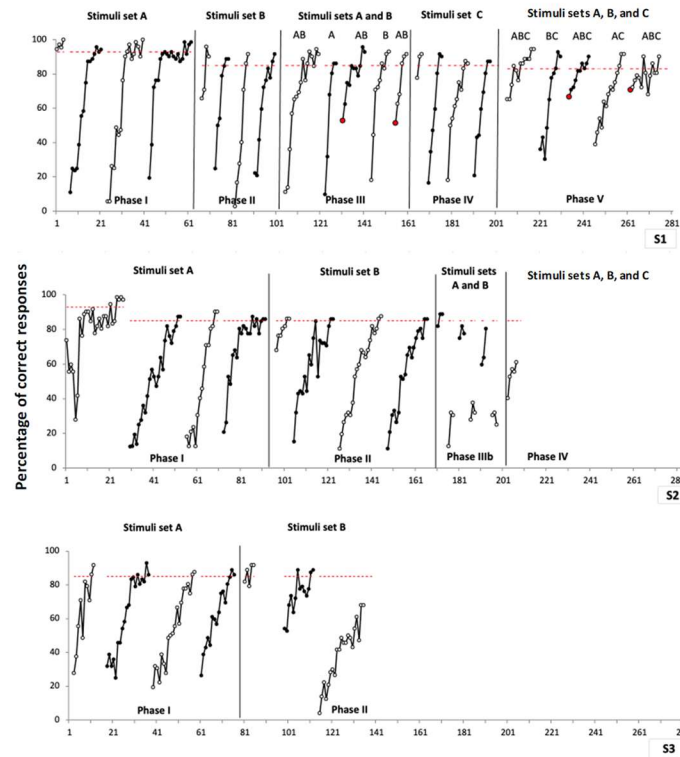 Stimuli set A Stimuli set B Stimuli sets A and B Stimuli set C Stimuli sets A, B, and C
AB A AB B AB ABC BC ABC AC ABC
100
80
60
40
20
0
Phase I Phase II Phase III Phase IV Phase V
1 21 41 61 81 101 121 141 161 181 201 221 241 261 281
S1
Percentage of correct responses
Stimuli set A Stimuli set B Stimuli sets A and B Stimuli sets A, B, and C
100
80
60
40
20
0
Phase I Phase II Phase IIIb Phase IV
1 21 41 61 81 101 121 141 161 181 201 221 241 261 281
S2
Stimuli set A Stimuli set B
100
80
60
40
20
0
Phase I Phase II
1 21 41 61 81 101 121 141 161 181 201 221 241 261 281
S3